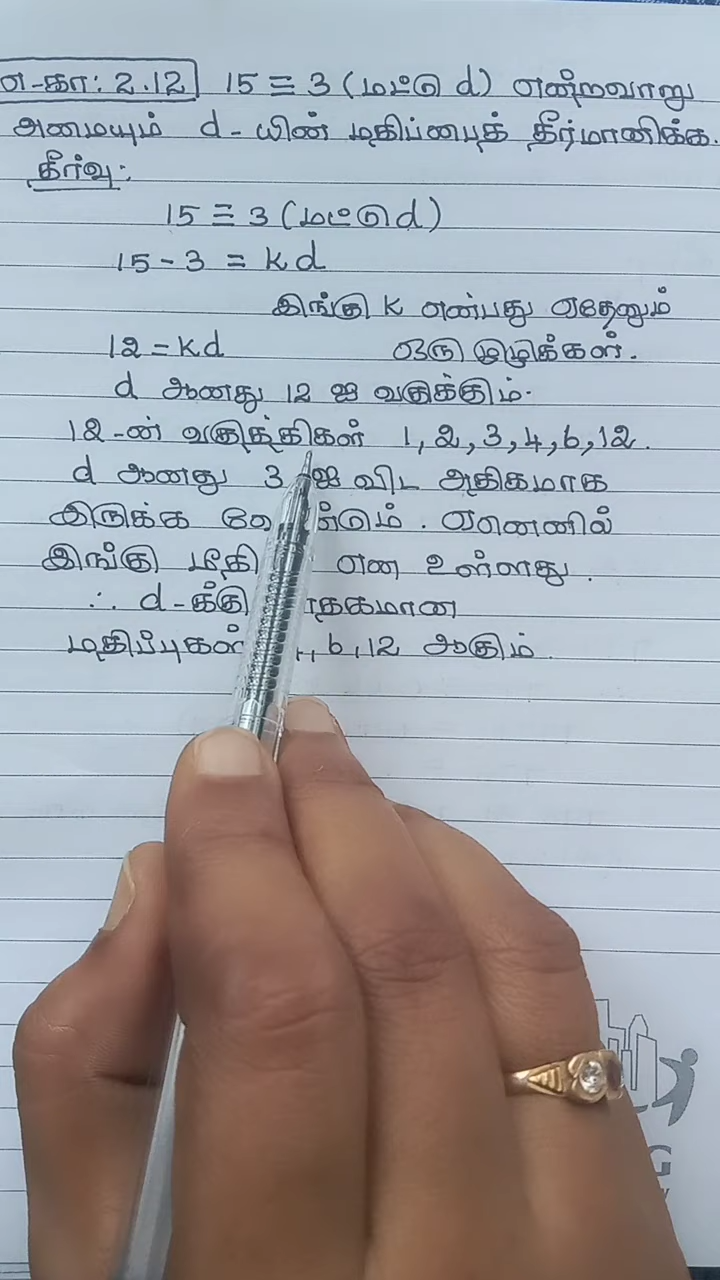 எ-கா: 2.12 15 ≡ 3 (மட்டு d) என்றவாறு
அமையும் d-யின் மதிப்பைத் தீர்மானிக்க.
தீர்வு:
15 ≡ 3 (மட்டு d)
15 - 3 = kd
இங்கு k என்பது ஏதேனும்
12 = kd ஒரு முழுக்கள்.
d ஆனது 12 ஐ வகுக்கும்.
12-ன் வகுத்திகள் 1, 2, 3, 4, 6, 12.
d ஆனது 3 ஐ விட அதிகமாக
இருக்க ஏனெனில்
இங்கு என உள்ளது.
∴ d-க்கு
மதிப்புகள் 6, 12 ஆகும்
G